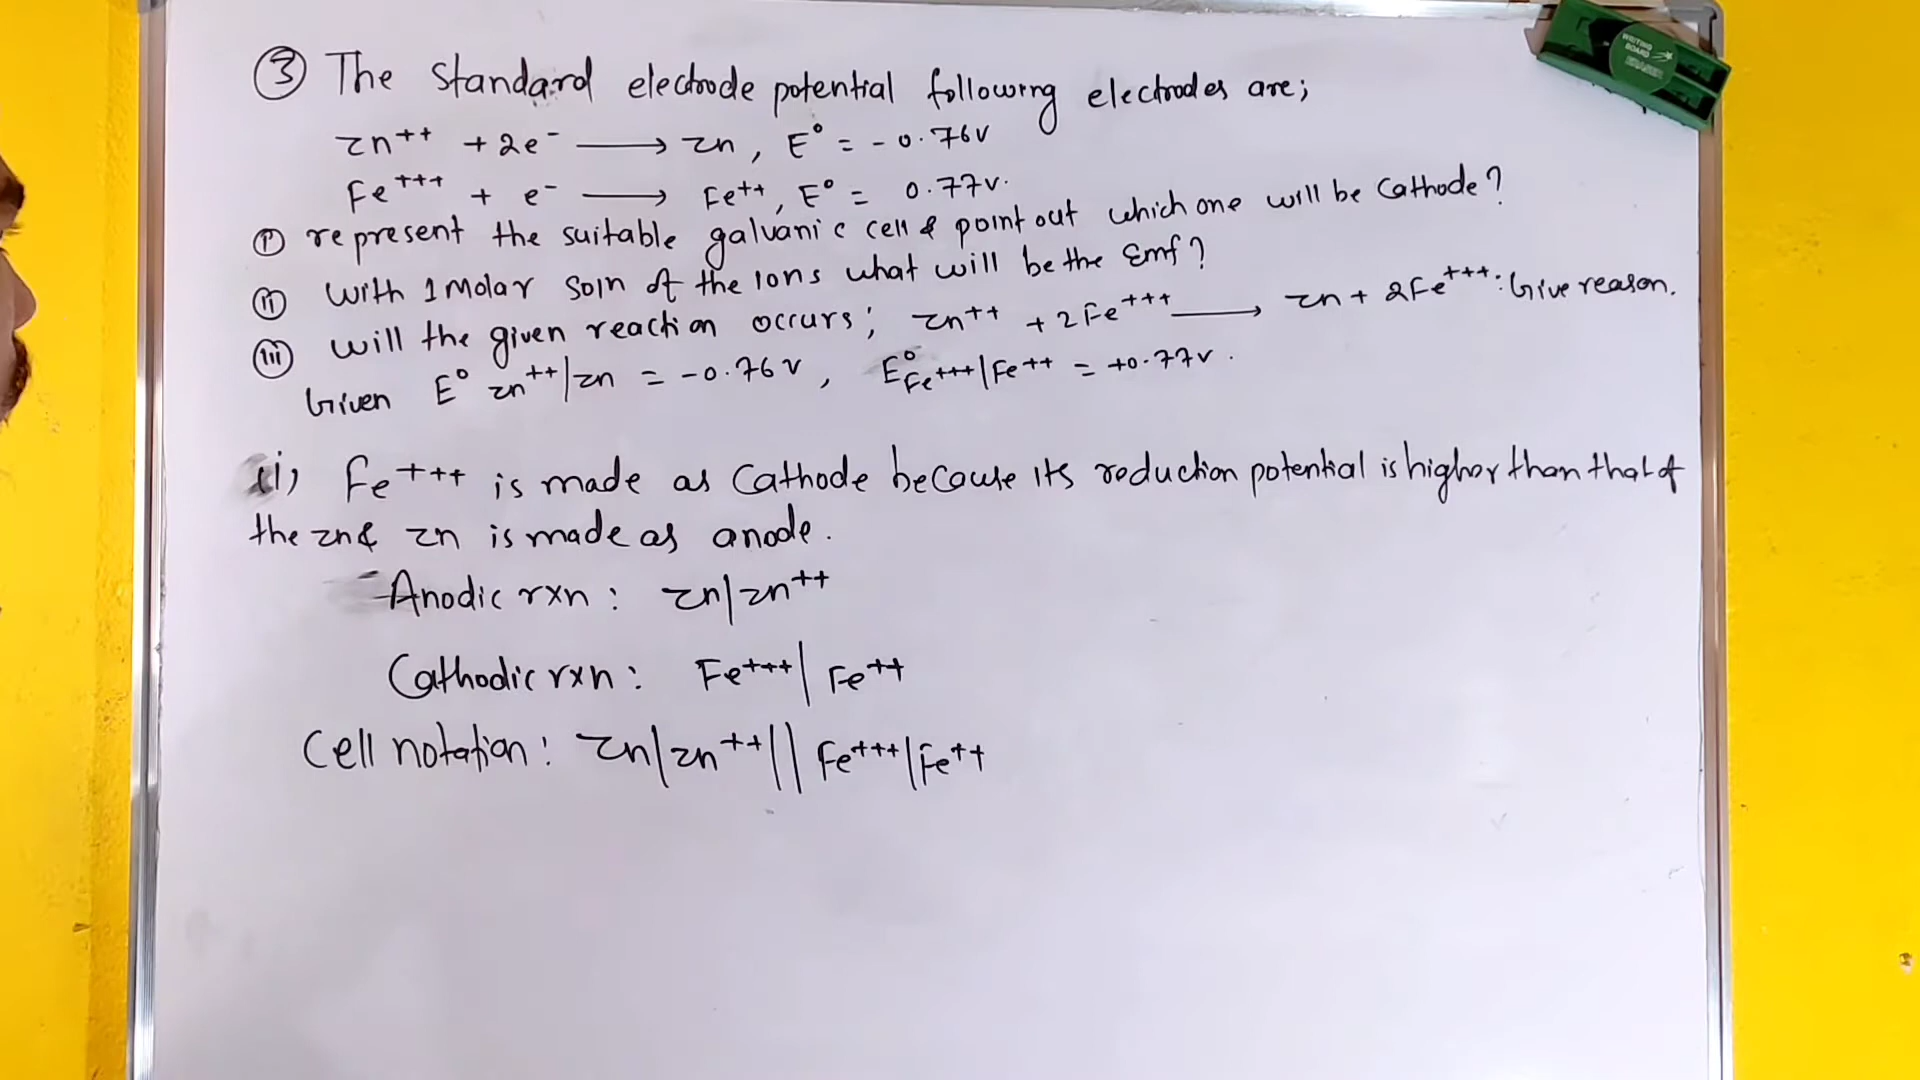 ③ The standard electrode potential following electrodes are;
zn++ + 2e- → zn, E° = - 0.76v
Fe+++ + e- → Fe++, E° = 0.77v.
(i) represent the suitable galvanic cell & point out which one will be Cathode?
(ii) with 1 Molar soln of the ions what will be the Emf?
(iii) will the given reaction occurs; zn++ + 2Fe+++ → zn + 2Fe+++. Give reason.
Given E° zn++/zn = -0.76v, E°Fe+++|Fe++ = +0.77v.
(i) Fe+++ is made as Cathode because its reduction potential is higher than that of
the zn & zn is made as anode.
Anodic rxn: zn|zn++
Cathodic rxn: Fe+++|Fe++
Cell notation: zn|zn++||Fe+++|Fe++
WRITING BOARD